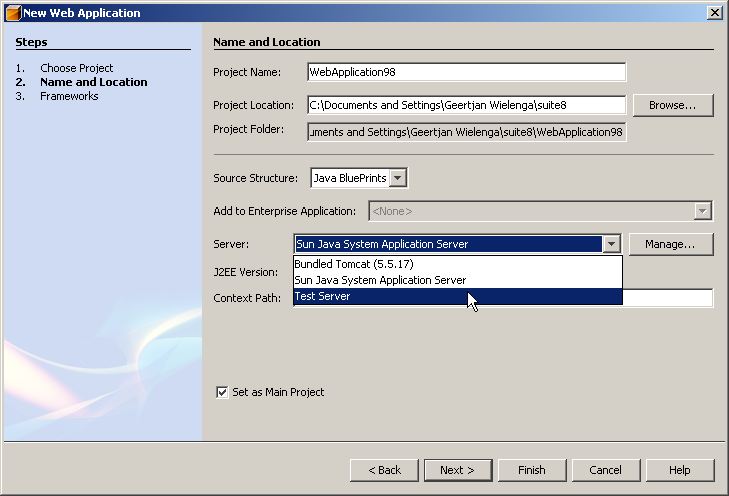 New Web Application
Steps
1. Choose Project
2. Name and Location
3. Frameworks
Name and Location
Project Name: WebApplication98
Project Location: C:\Documents and Settings\Geertjan Wielenga\suite8 Browse...
Project Folder: uments and Settings\Geertjan Wielenga\suite8\WebApplication98
Source Structure: Java BluePrints
Add to Enterprise Application: <None>
Server: Sun Java System Application Server Manage...
Bundled Tomcat (5.5.17)
J2EE Version: Sun Java System Application Server
Context Path: Test Server
Set as Main Project
< Back Next > Finish Cancel Help